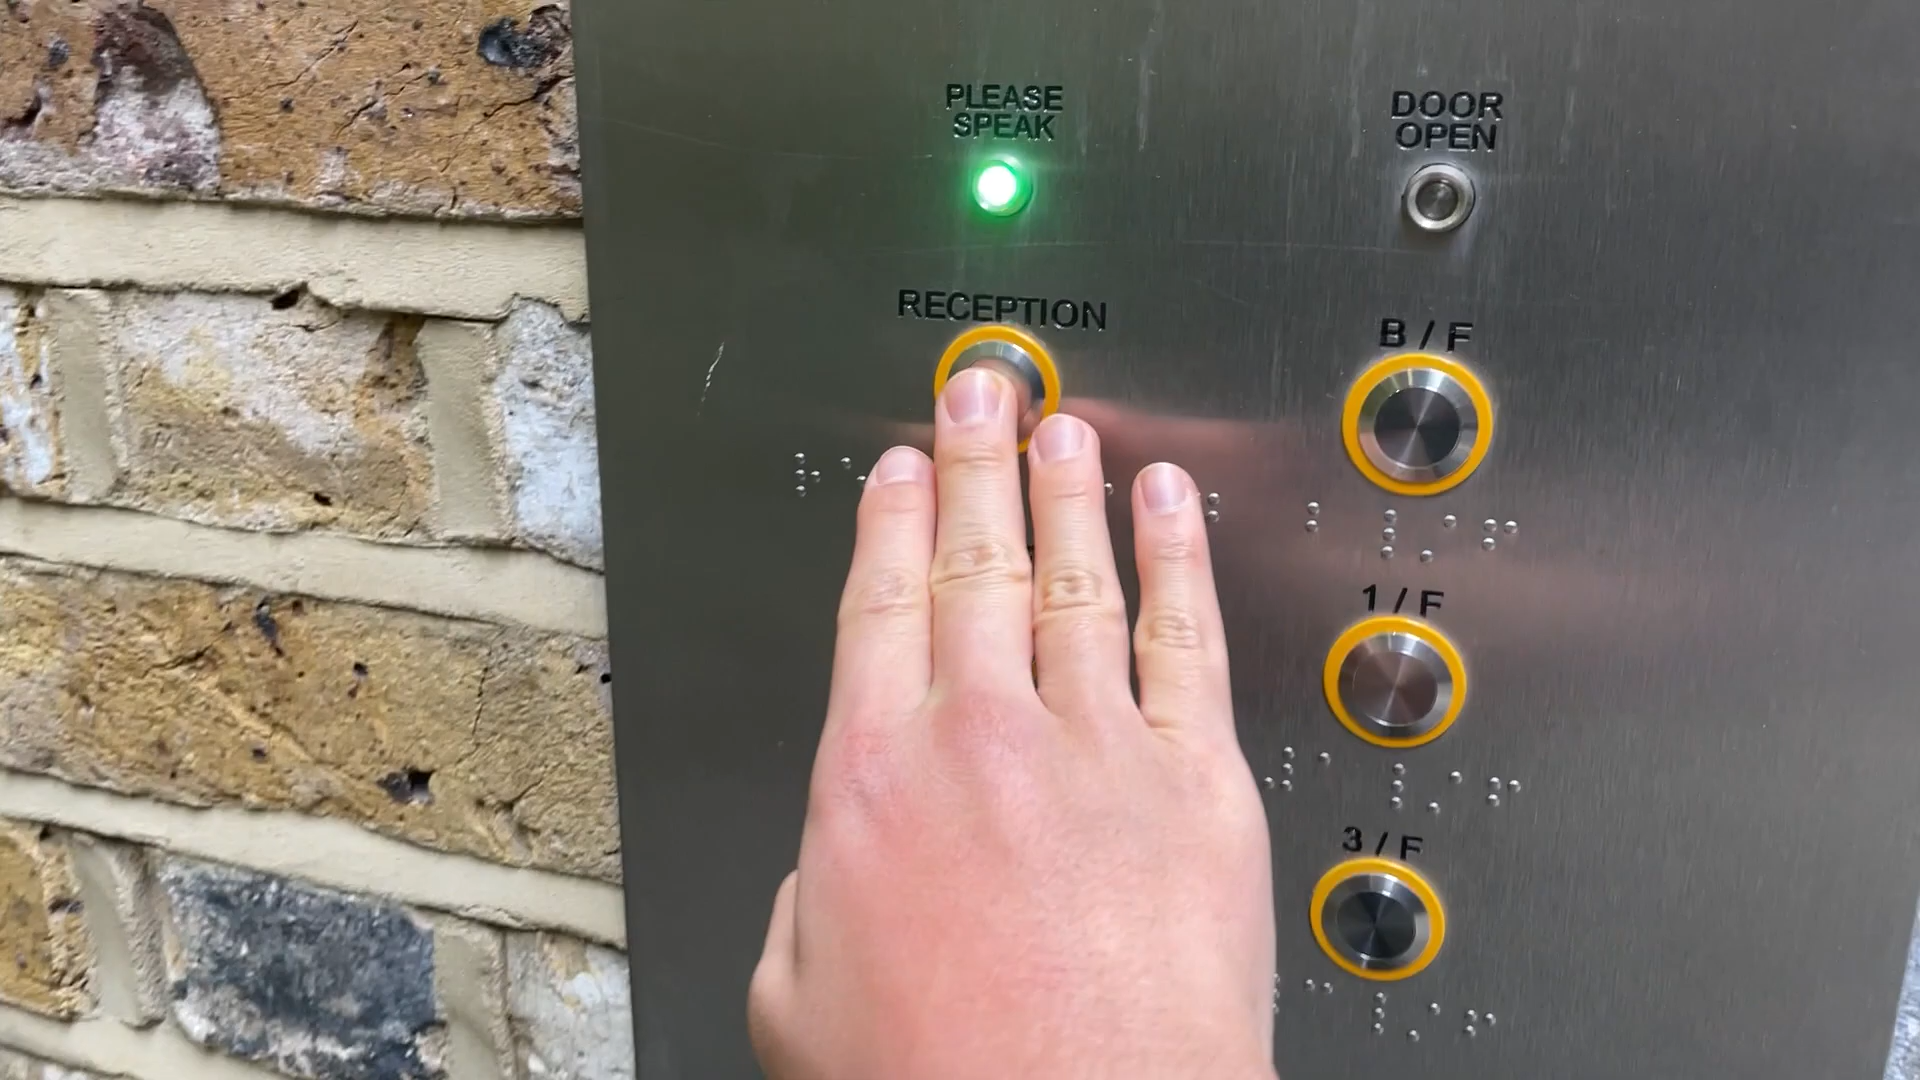 PLEASE
SPEAK
DOOR
OPEN
RECEPTION
B / F
1 / F
3 / F